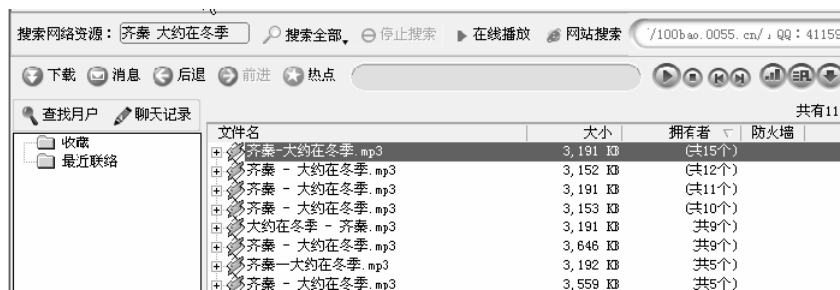 搜索网络资源： 齐秦 大约在冬季 搜索全部 停止搜索 在线播放 网站搜索 /100bao.0055.cn/，QQ：41159
下载 消息 后退 前进 热点
查找用户 聊天记录 共有11
收藏
最近联络
文件名 大小 拥有者 防火墙
齐秦-大约在冬季.mp3 3,191 KB (共15个)
齐秦 - 大约在冬季.mp3 3,152 KB (共12个)
齐秦 - 大约在冬季.mp3 3,191 KB (共11个)
齐秦 - 大约在冬季.mp3 3,153 KB (共10个)
大约在冬季 - 齐秦.mp3 3,191 KB 共9个)
齐秦 - 大约在冬季.mp3 3,646 KB 共9个)
齐秦—大约在冬季.mp3 3,192 KB 共5个)
齐秦 - 大约在冬季.mp3 3,559 KB 共5个)